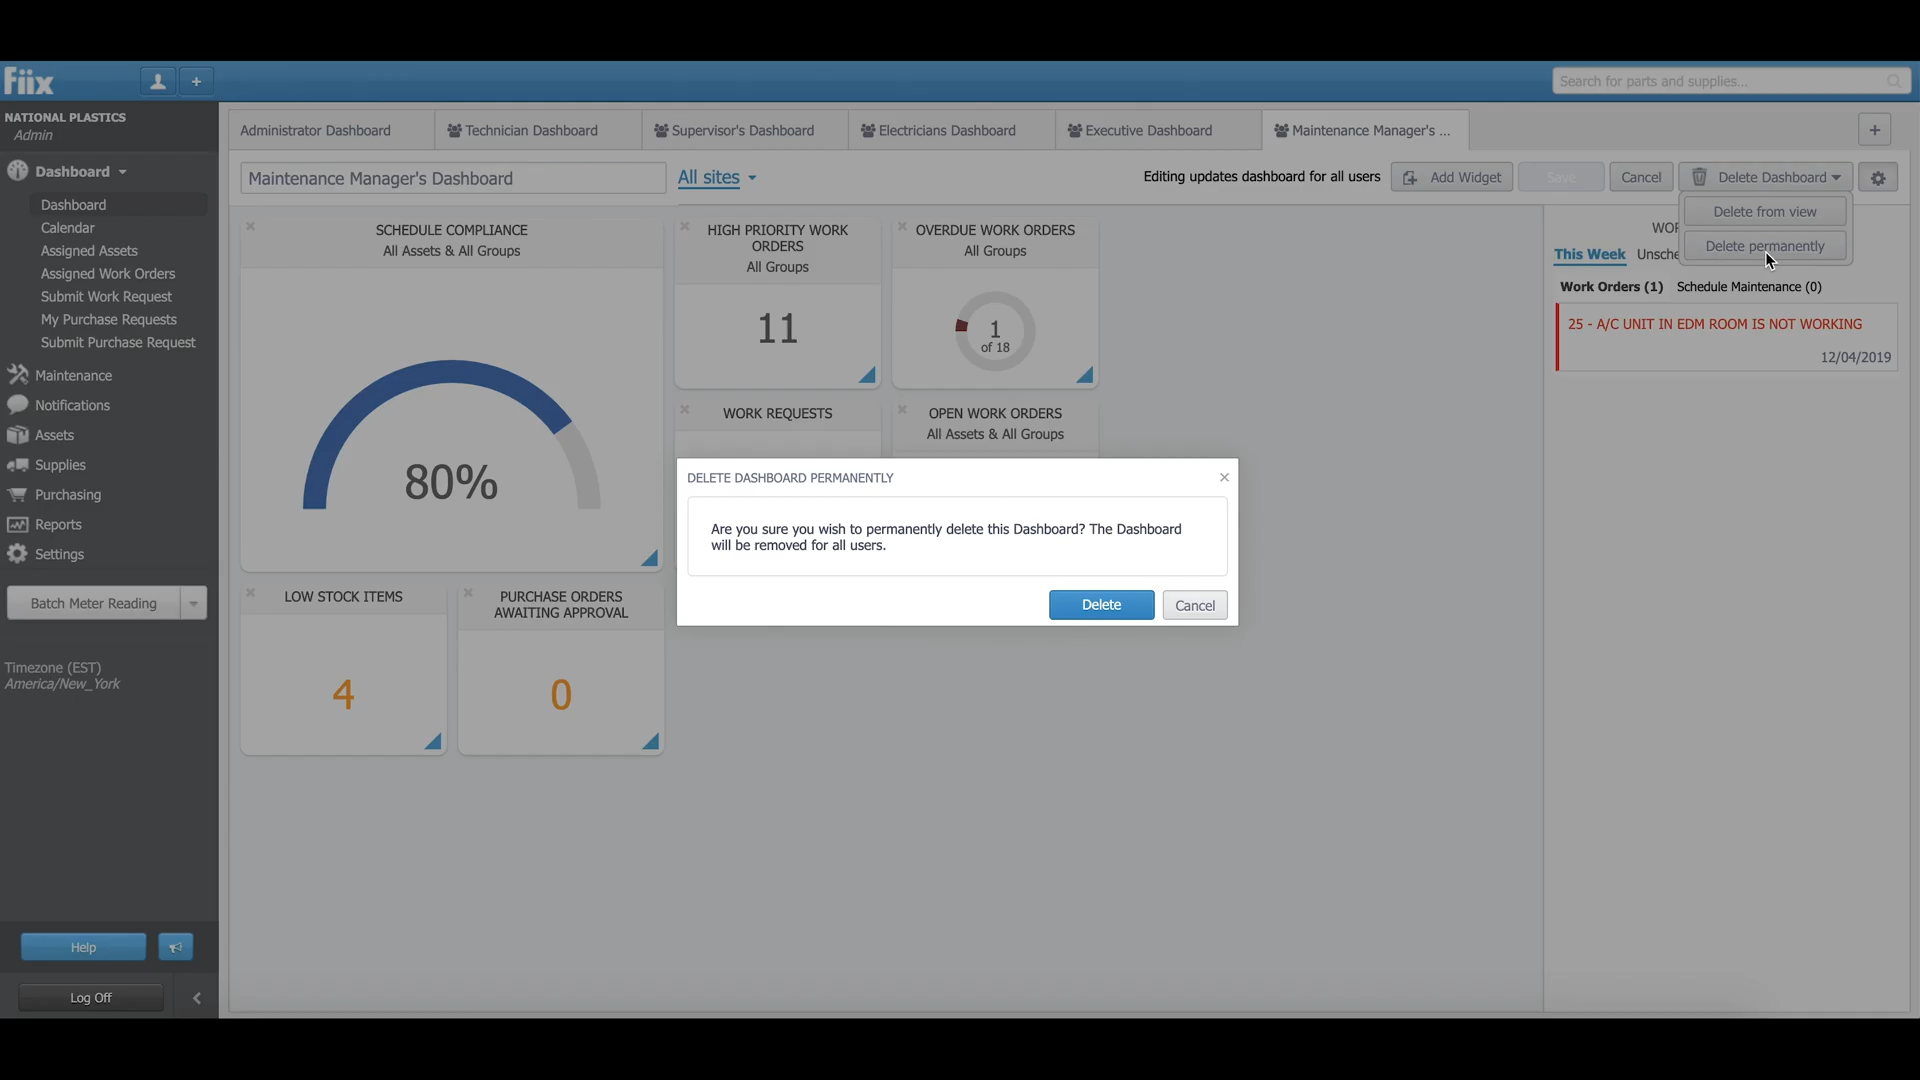 Fiix
Search for parts and supplies...
NATIONAL PLASTICS
Admin
Administrator Dashboard
Technician Dashboard
Supervisor's Dashboard
Electricians Dashboard
Executive Dashboard
Maintenance Manager's ...
+
Dashboard
Dashboard
Calendar
Assigned Assets
Assigned Work Orders
Submit Work Request
My Purchase Requests
Submit Purchase Request
Maintenance
Notifications
Assets
Supplies
Purchasing
Reports
Settings
Batch Meter Reading
Timezone (EST)
America/New_York
Help
Log Off
Maintenance Manager's Dashboard
All sites
Editing updates dashboard for all users
Add Widget
Save
Cancel
Delete Dashboard
Delete from view
Delete permanently
SCHEDULE COMPLIANCE
All Assets & All Groups
80%
HIGH PRIORITY WORK
ORDERS
All Groups
11
OVERDUE WORK ORDERS
All Groups
1
of 18
WORK REQUESTS
OPEN WORK ORDERS
All Assets & All Groups
LOW STOCK ITEMS
4
PURCHASE ORDERS
AWAITING APPROVAL
0
DELETE DASHBOARD PERMANENTLY
Are you sure you wish to permanently delete this Dashboard? The Dashboard
will be removed for all users.
Delete
Cancel
WOR
This Week Unsche
Work Orders (1) Schedule Maintenance (0)
25 - A/C UNIT IN EDM ROOM IS NOT WORKING
12/04/2019